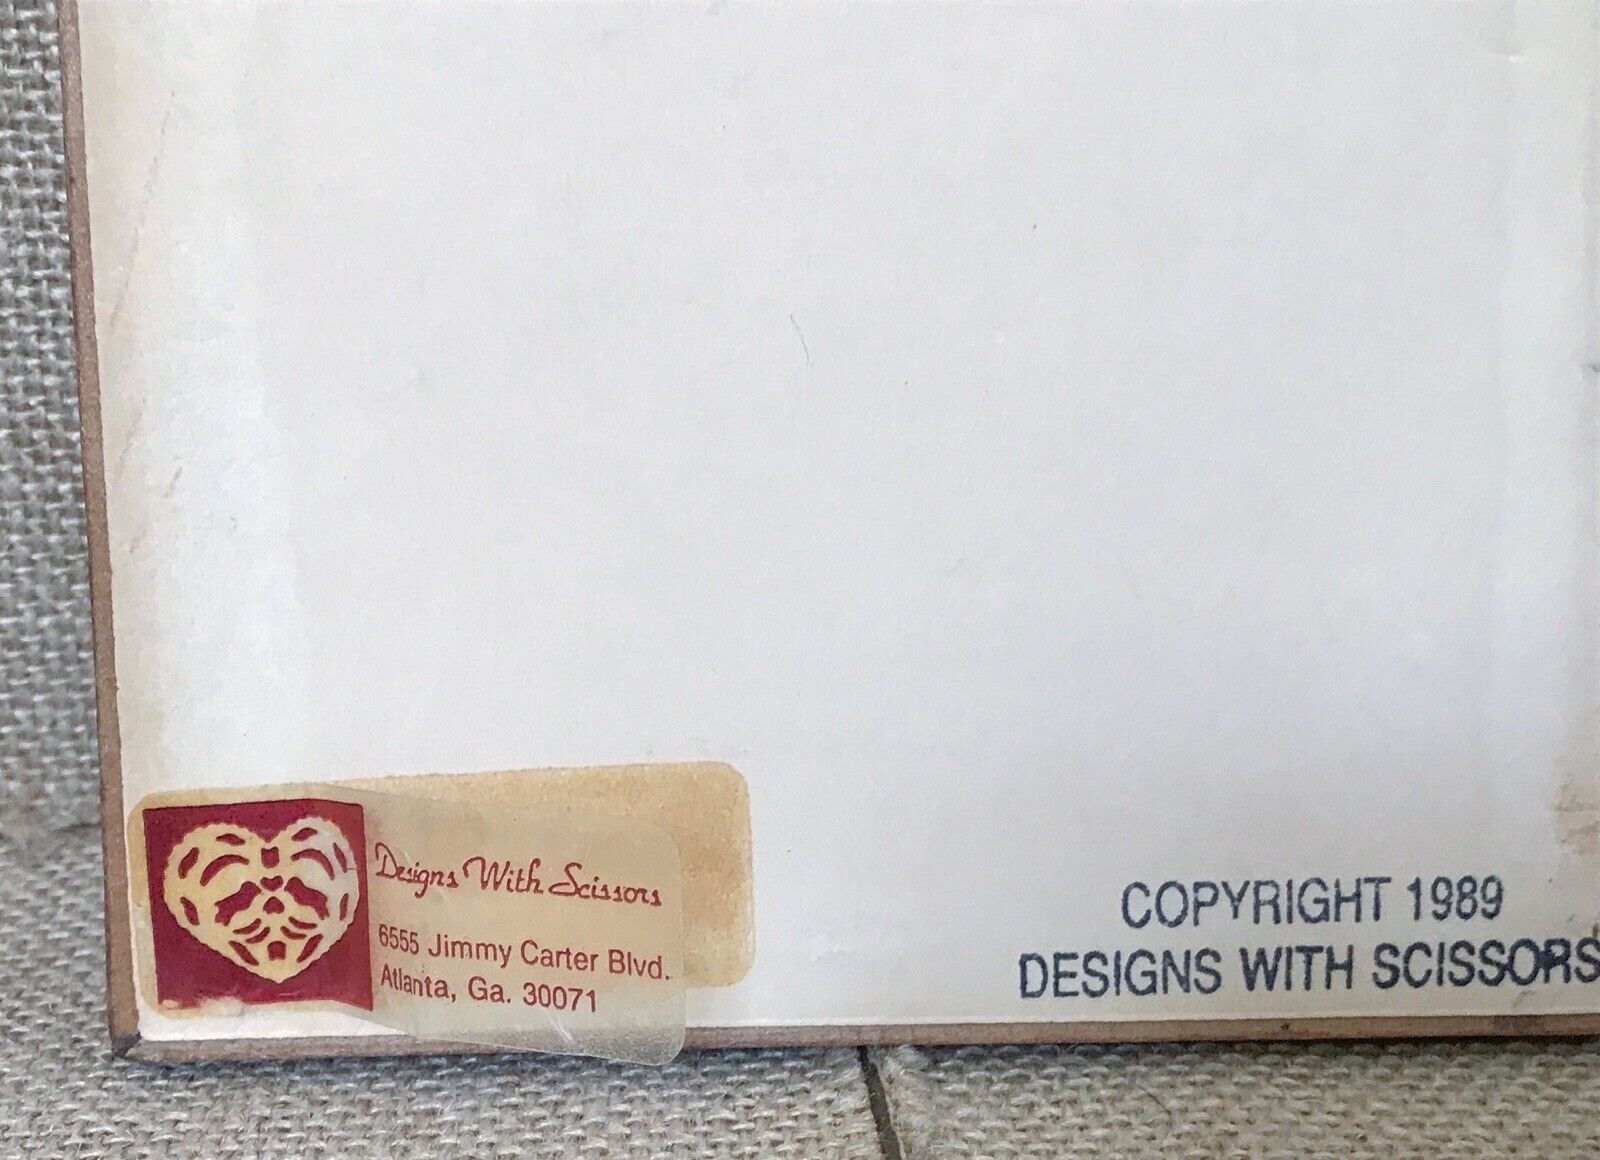 Designs With Scissors
6555 Jimmy Carter Blvd.
Atlanta, Ga. 30071
COPYRIGHT 1989
DESIGNS WITH SCISSORS